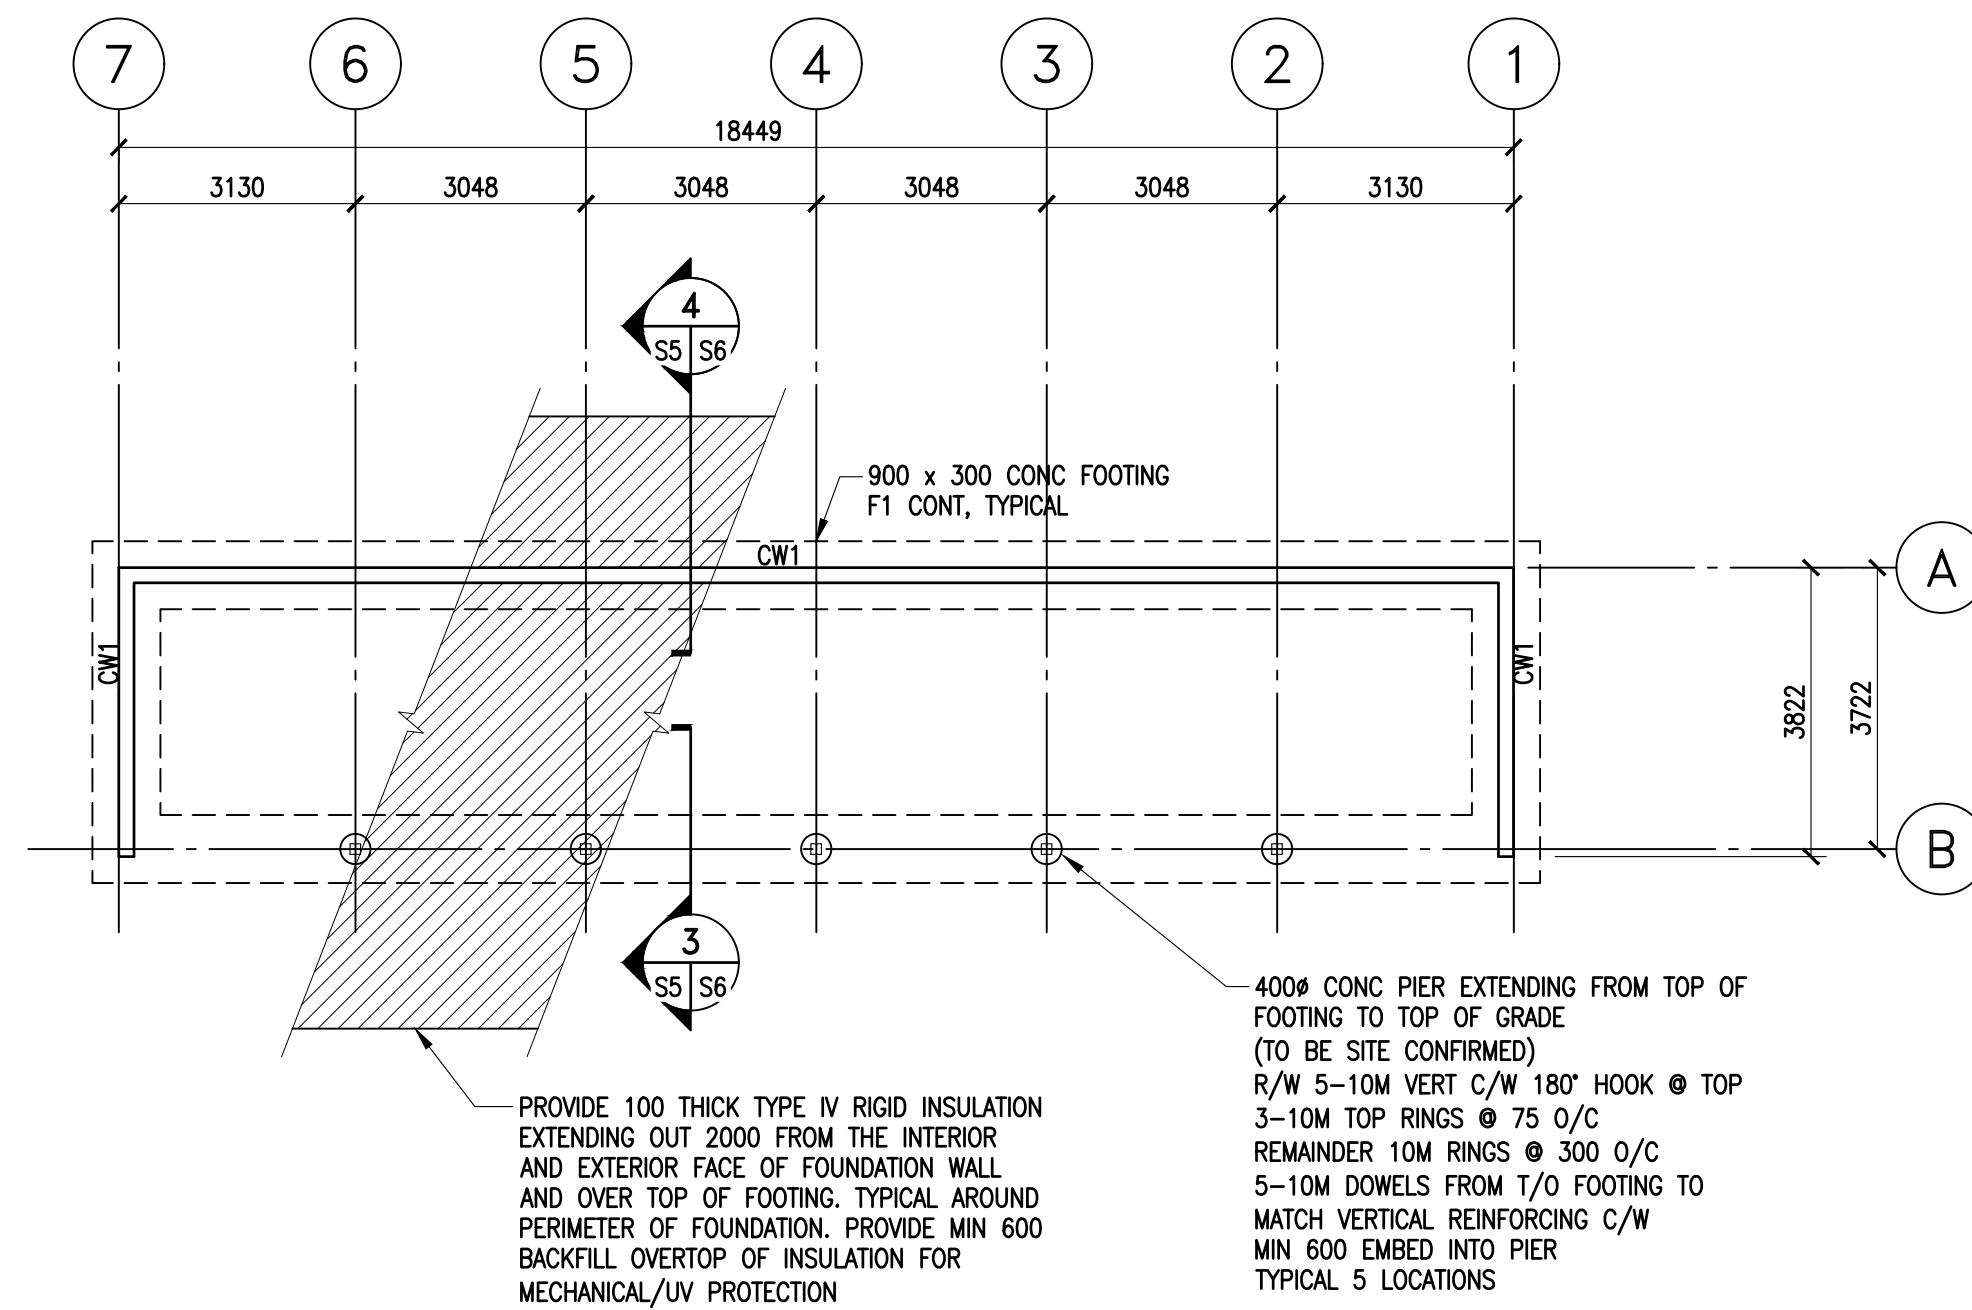 7 6 5 4 3 2 1
18449
3130 3048 3048 3048 3048 3130
4
S5 S6
900 x 300 CONC FOOTING
F1 CONT, TYPICAL
CW1
A
CW1
CW1
3822
3722
B
3
S5 S6
400ø CONC PIER EXTENDING FROM TOP OF
FOOTING TO TOP OF GRADE
(TO BE SITE CONFIRMED)
R/W 5-10M VERT C/W 180° HOOK @ TOP
3-10M TOP RINGS @ 75 O/C
REMAINDER 10M RINGS @ 300 O/C
5-10M DOWELS FROM T/O FOOTING TO
MATCH VERTICAL REINFORCING C/W
MIN 600 EMBED INTO PIER
TYPICAL 5 LOCATIONS
PROVIDE 100 THICK TYPE IV RIGID INSULATION
EXTENDING OUT 2000 FROM THE INTERIOR
AND EXTERIOR FACE OF FOUNDATION WALL
AND OVER TOP OF FOOTING. TYPICAL AROUND
PERIMETER OF FOUNDATION. PROVIDE MIN 600
BACKFILL OVERTOP OF INSULATION FOR
MECHANICAL/UV PROTECTION